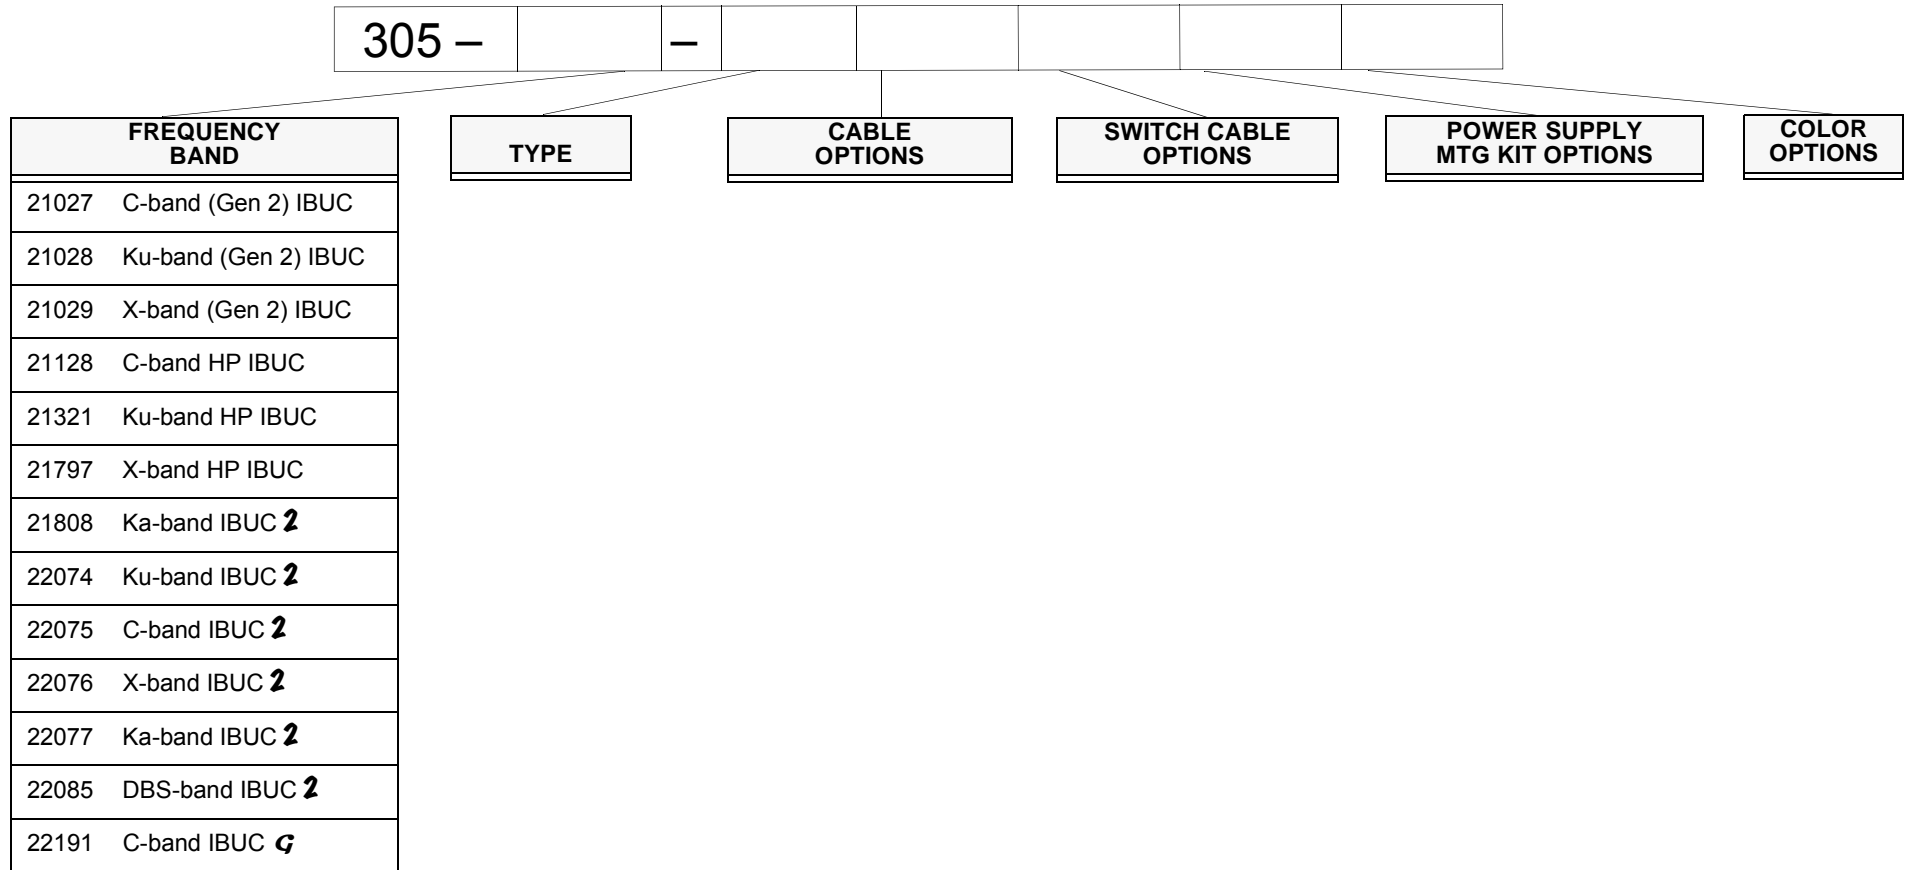 305 – –
FREQUENCY
BAND
TYPE
CABLE
OPTIONS
SWITCH CABLE
OPTIONS
POWER SUPPLY
MTG KIT OPTIONS
COLOR
OPTIONS
21027 C-band (Gen 2) IBUC
21028 Ku-band (Gen 2) IBUC
21029 X-band (Gen 2) IBUC
21128 C-band HP IBUC
21321 Ku-band HP IBUC
21797 X-band HP IBUC
21808 Ka-band IBUC 2
22074 Ku-band IBUC 2
22075 C-band IBUC 2
22076 X-band IBUC 2
22077 Ka-band IBUC 2
22085 DBS-band IBUC 2
22191 C-band IBUC G